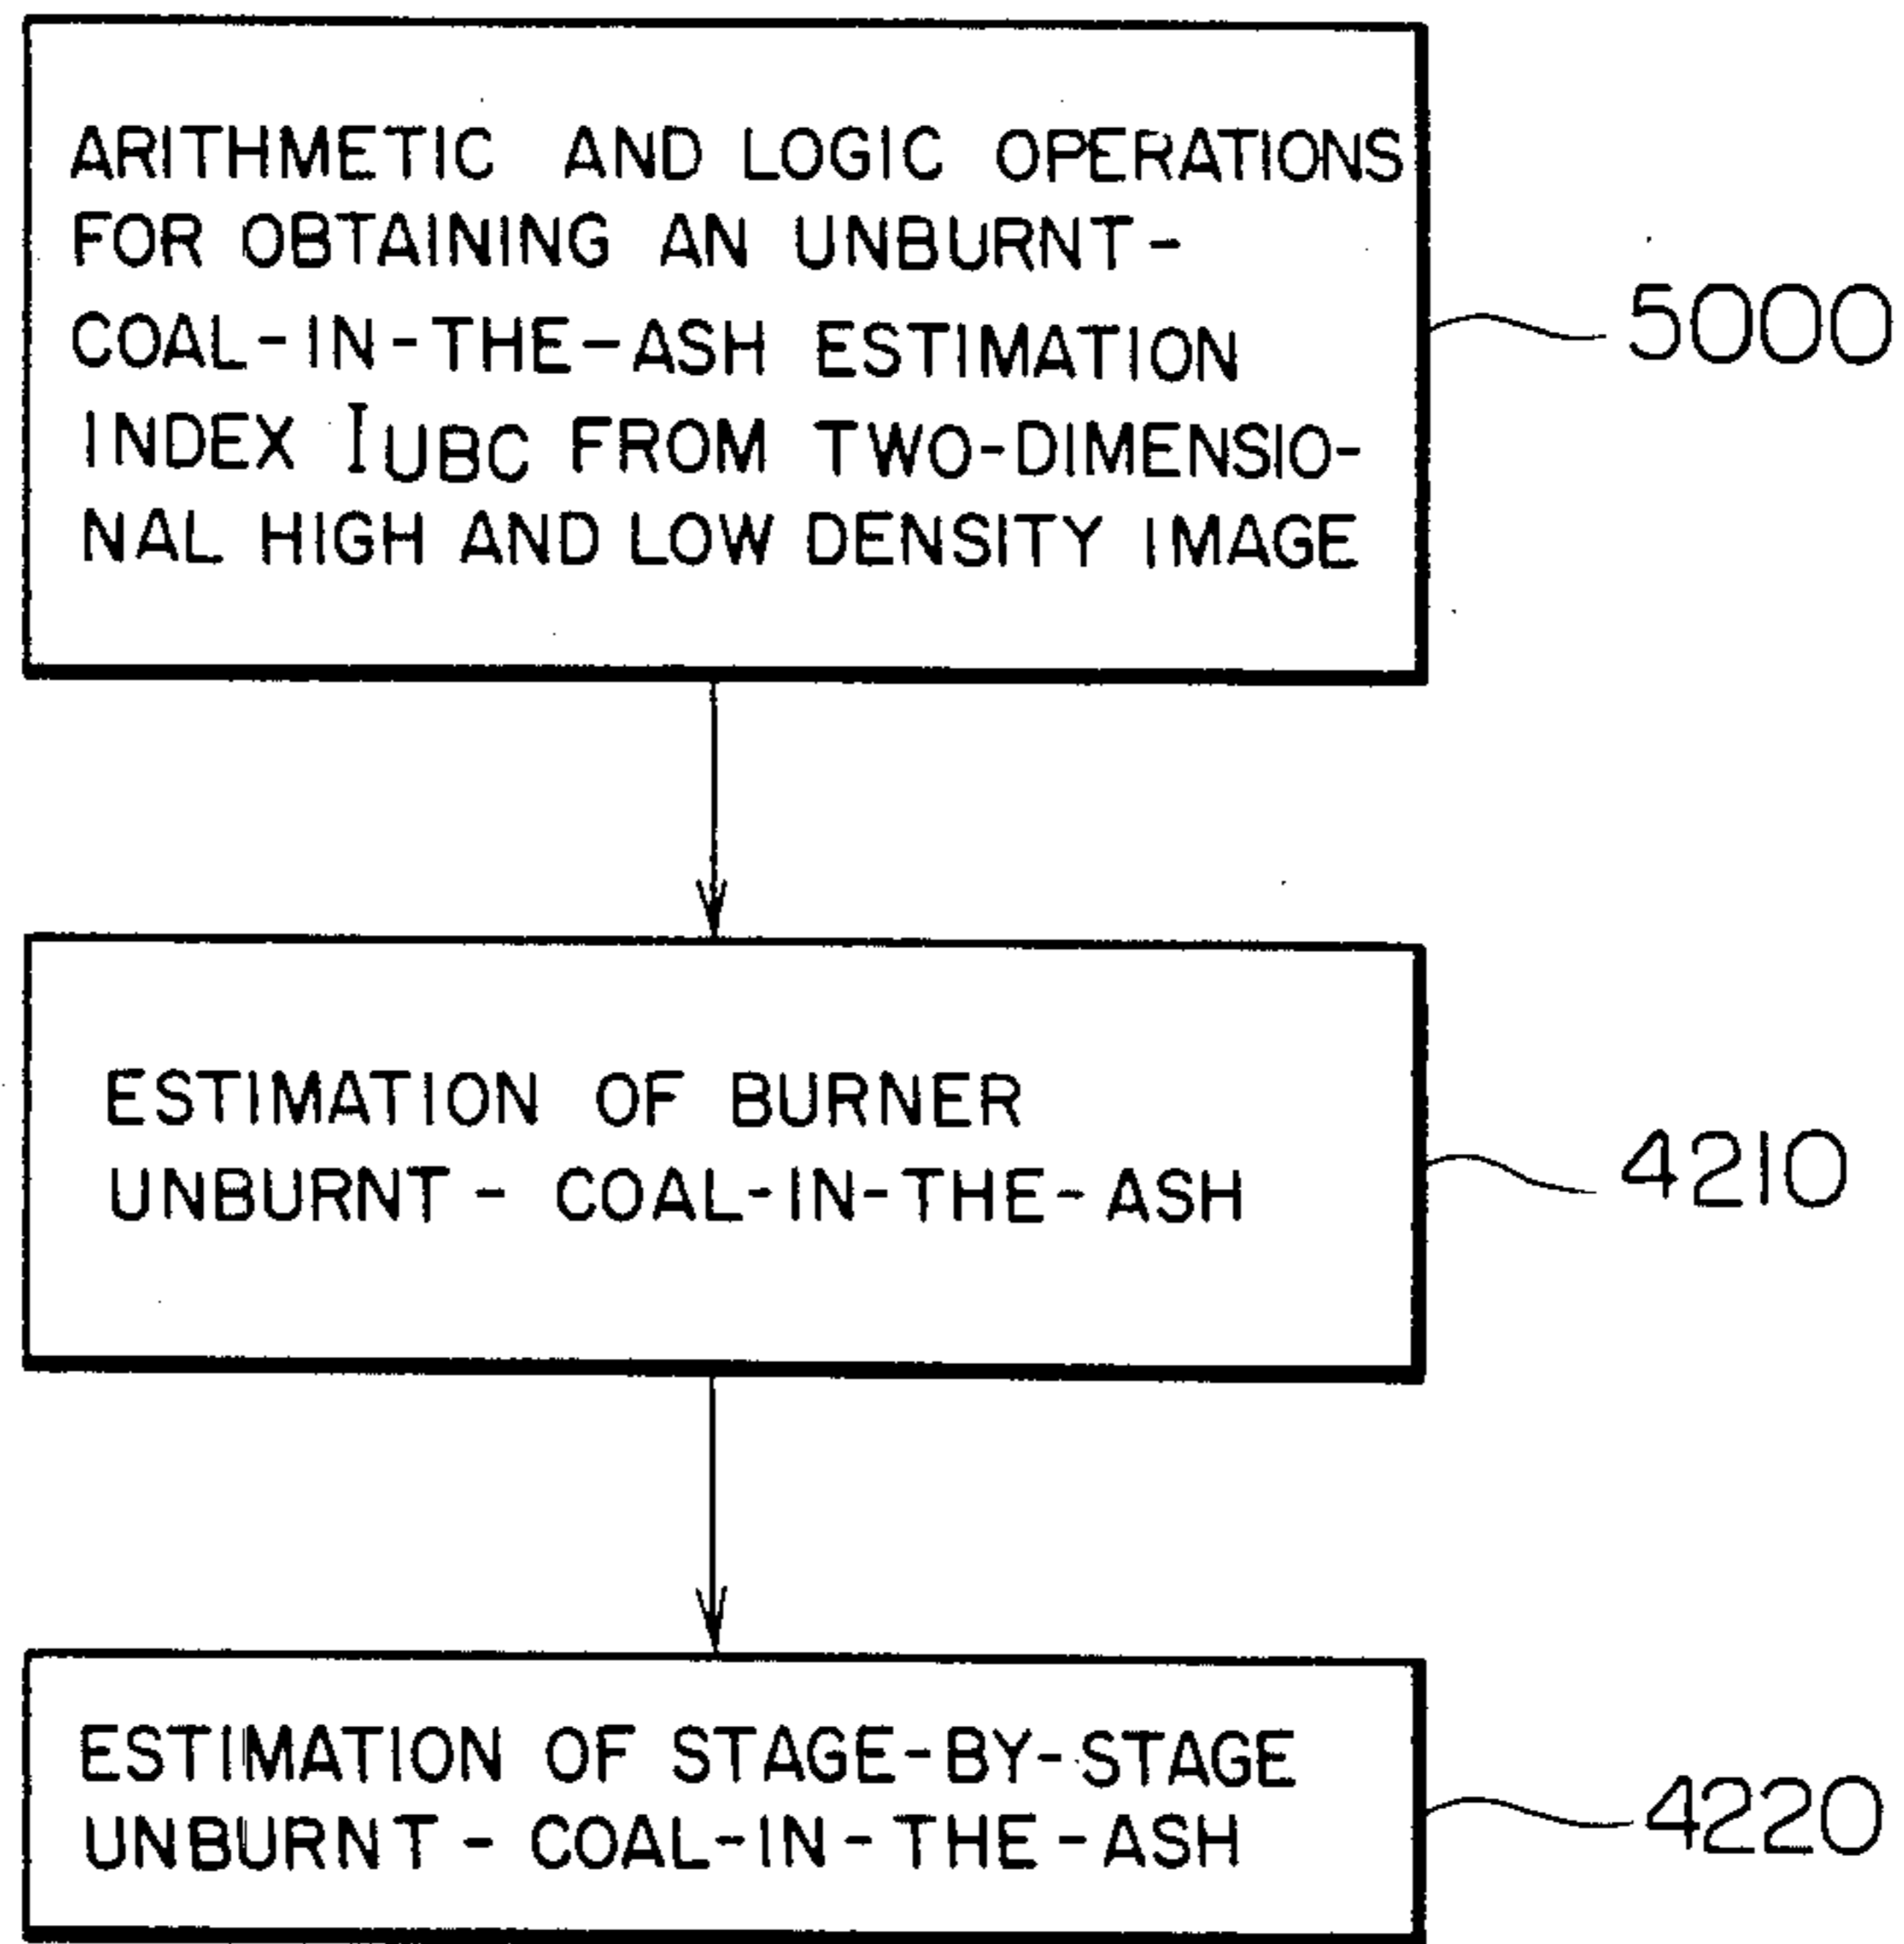 ARITHMETIC AND LOGIC OPERATIONS
FOR OBTAINING AN UNBURNT-
COAL-IN-THE-ASH ESTIMATION
INDEX IUBC FROM TWO-DIMENSIO-
NAL HIGH AND LOW DENSITY IMAGE
5000
ESTIMATION OF BURNER
UNBURNT - COAL-IN-THE-ASH
4210
ESTIMATION OF STAGE-BY-STAGE
UNBURNT - COAL-IN-THE-ASH
4220